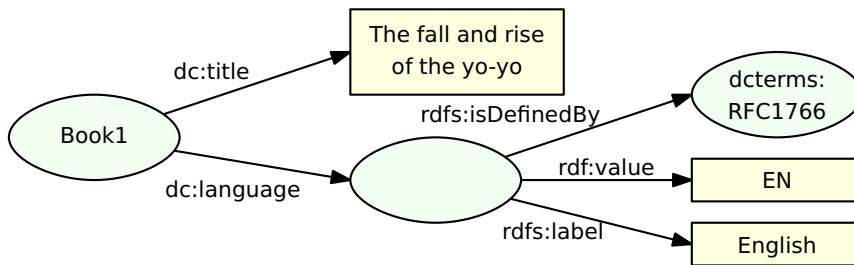 The fall and rise
of the yo-yo
dc:title
Book1
dc:language
rdfs:isDefinedBy
dcterms:
RFC1766
rdf:value
EN
rdfs:label
English